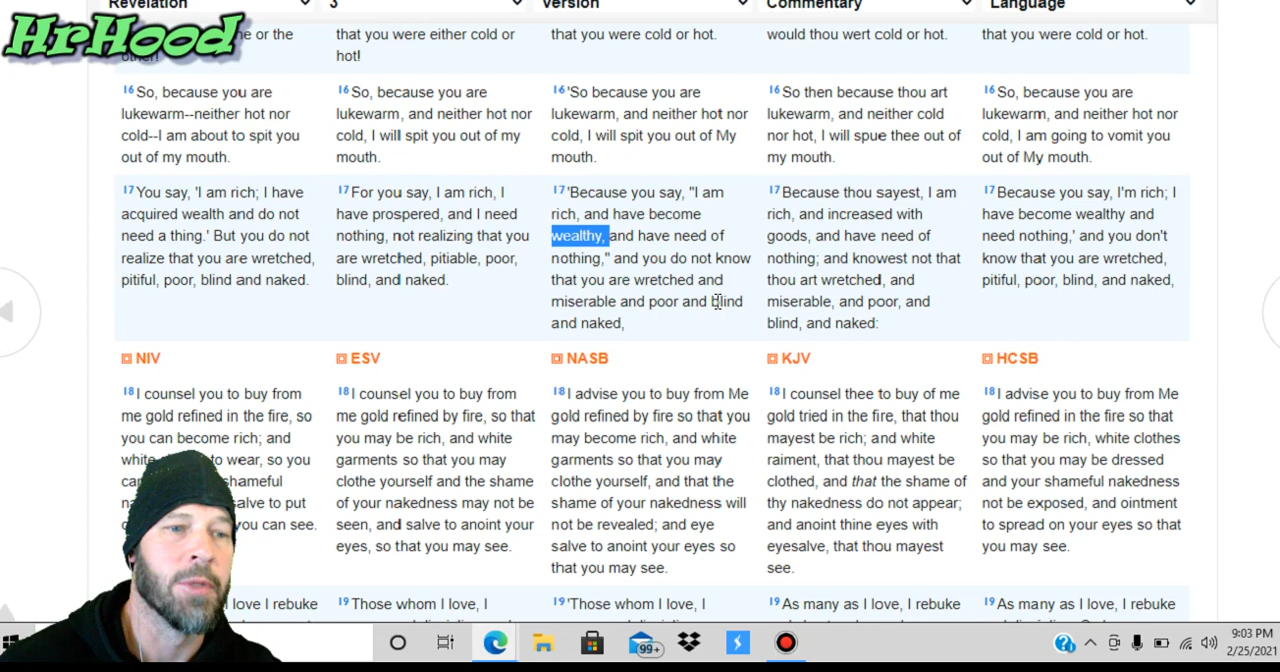 Revelation
3
Version
Commentary
Language
HrHood
or the
other!
that you were either cold or
hot!
that you were cold or hot.
would thou wert cold or hot.
that you were cold or hot.
16 So, because you are
lukewarm--neither hot nor
cold--I am about to spit you
out of my mouth.
16 So, because you are
lukewarm, and neither hot nor
cold, I will spit you out of my
mouth.
16 'So because you are
lukewarm, and neither hot nor
cold, I will spit you out of My
mouth.
16 So then because thou art
lukewarm, and neither cold
nor hot, I will spue thee out of
my mouth.
16 So, because you are
lukewarm, and neither hot nor
cold, I am going to vomit you
out of My mouth.
17 You say, 'I am rich; I have
acquired wealth and do not
need a thing.' But you do not
realize that you are wretched,
pitiful, poor, blind and naked.
17 For you say, I am rich, I
have prospered, and I need
nothing, not realizing that you
are wretched, pitiable, poor,
blind, and naked.
17 'Because you say, "I am
rich, and have become
wealthy, and have need of
nothing," and you do not know
that you are wretched and
miserable and poor and blind
and naked,
17 Because thou sayest, I am
rich, and increased with
goods, and have need of
nothing; and knowest not that
thou art wretched, and
miserable, and poor, and
blind, and naked:
17 Because you say, I'm rich; I
have become wealthy and
need nothing,' and you don't
know that you are wretched,
pitiful, poor, blind, and naked,
NIV
ESV
NASB
KJV
HCSB
18 I counsel you to buy from
me gold refined in the fire, so
you can become rich; and
white to wear, so you
can shameful
salve to put
you can see.
18 I counsel you to buy from
me gold refined by fire, so that
you may be rich, and white
garments so that you may
clothe yourself and the shame
of your nakedness may not be
seen, and salve to anoint your
eyes, so that you may see.
18 I advise you to buy from Me
gold refined by fire so that you
may become rich, and white
garments so that you may
clothe yourself, and that the
shame of your nakedness will
not be revealed; and eye
salve to anoint your eyes so
that you may see.
18 I counsel thee to buy of me
gold tried in the fire, that thou
mayest be rich; and white
raiment, that thou mayest be
clothed, and that the shame of
thy nakedness do not appear;
and anoint thine eyes with
eyesalve, that thou mayest
see.
18 I advise you to buy from Me
gold refined in the fire so that
you may be rich, white clothes
so that you may be dressed
and your shameful nakedness
not be exposed, and ointment
to spread on your eyes so that
you may see.
I love I rebuke
19 Those whom I love, I
19 'Those whom I love, I
19 As many as I love, I rebuke
19 As many as I love, I rebuke
99+
9:03 PM
2/25/2021